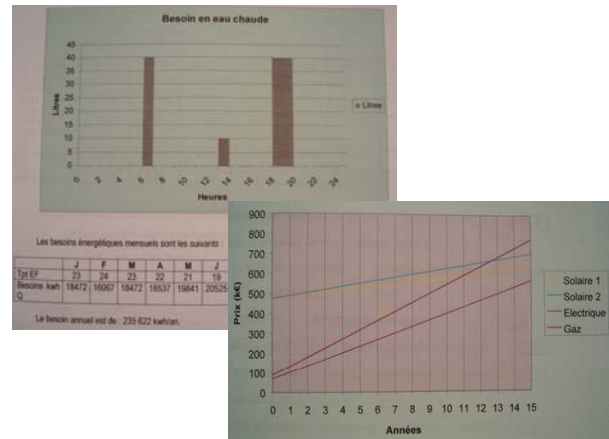 Besoin en eau chaude
45
40
35
30
25
20
15
10
5
0
Litres
Litres
0 2 4 6 8 10 12 14 16 18 20 22 24
Heures
Les besoins énergétiques mensuels sont les suivants :
J F M A M J
Tpt EF 23 24 23 22 21 19
Besoins kwh 18472 16067 18472 18537 19841 20525
Q
Le besoin annuel est de : 235 622 kwh/an.
900
800
700
600
500
400
300
200
100
0
Prix (k€)
0 1 2 3 4 5 6 7 8 9 10 11 12 13 14 15
Années
Solaire 1
Solaire 2
Electrique
Gaz